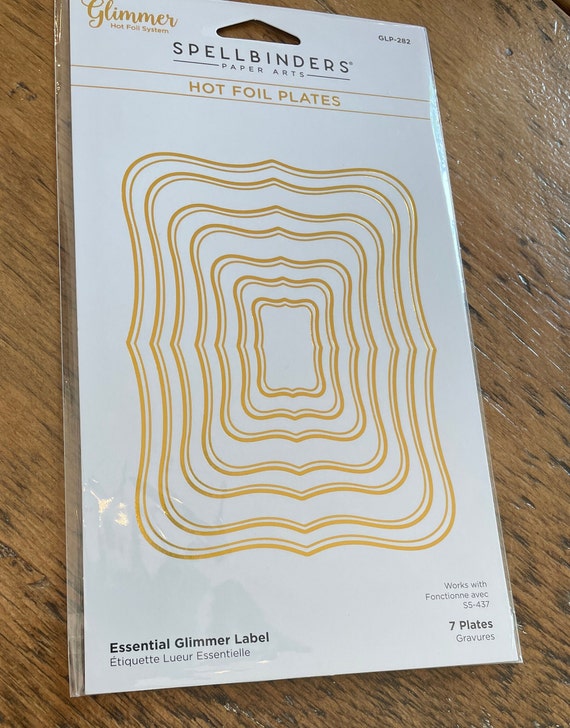 Glimmer
Hot Foil System
GLP-282
SPELLBINDERS®
PAPER ARTS
HOT FOIL PLATES
Works with
Fonctionne avec
S5-437
Essential Glimmer Label
Étiquette Lueur Essentielle
7 Plates
Gravures